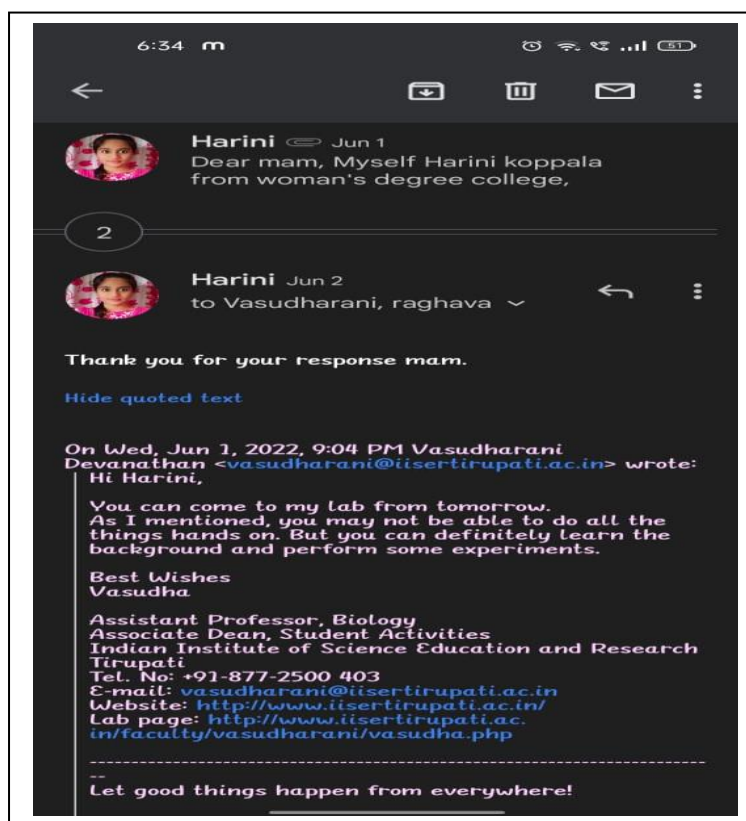 6:34 m
51
Harini Jun 1
Dear mam, Myself Harini koppala
from woman's degree college,
2
Harini Jun 2
to Vasudharani, raghava
Thank you for your response mam.
Hide quoted text
On Wed, Jun 1, 2022, 9:04 PM Vasudharani
Devanathan <vasudharani@iisertirupati.ac.in> wrote:
Hi Harini,
You can come to my lab from tomorrow.
As I mentioned, you may not be able to do all the
things hands on. But you can definitely learn the
background and perform some experiments.
Best Wishes
Vasudha
Assistant Professor, Biology
Associate Dean, Student Activities
Indian Institute of Science Education and Research
Tirupati
Tel. No: +91-877-2500 403
E-mail: vasudharani@iisertirupati.ac.in
Website: http://www.iisertirupati.ac.in/
Lab page: http://www.iisertirupati.ac.
in/faculty/vasudharani/vasudha.php
----------------------------------------------------------------------
--
Let good things happen from everywhere!